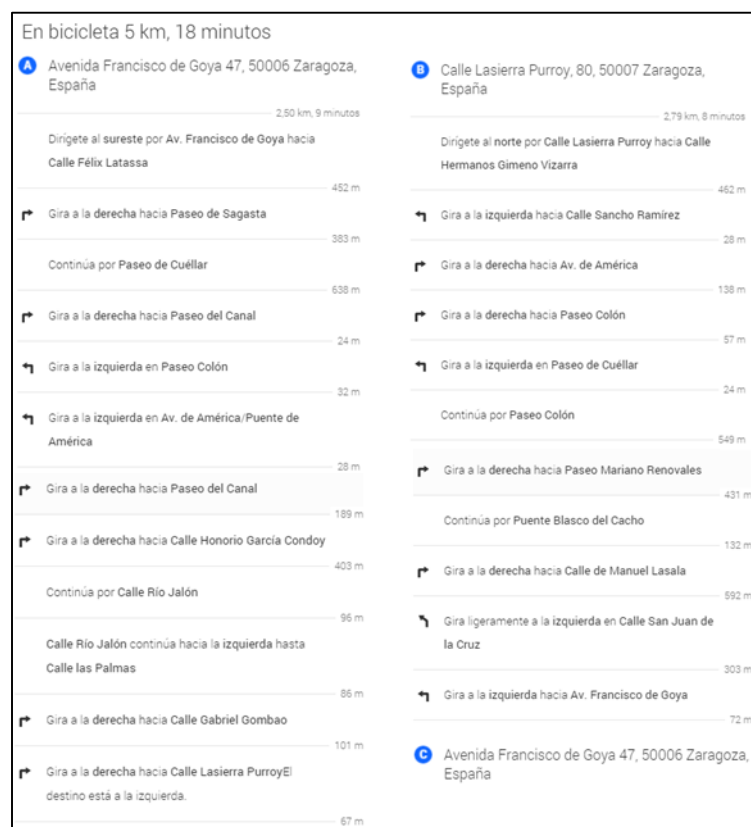 En bicicleta 5 km, 18 minutos
A Avenida Francisco de Goya 47, 50006 Zaragoza,
España
2,50 km, 9 minutos
Dirígete al sureste por Av. Francisco de Goya hacia
Calle Félix Latassa
452 m
Gira a la derecha hacia Paseo de Sagasta
383 m
Continúa por Paseo de Cuéllar
638 m
Gira a la derecha hacia Paseo del Canal
24 m
Gira a la izquierda en Paseo Colón
32 m
Gira a la izquierda en Av. de América/Puente de
América
28 m
Gira a la derecha hacia Paseo del Canal
189 m
Gira a la derecha hacia Calle Honorio García Condoy
403 m
Continúa por Calle Río Jalón
96 m
Calle Río Jalón continúa hacia la izquierda hasta
Calle las Palmas
86 m
Gira a la derecha hacia Calle Gabriel Gombao
101 m
Gira a la derecha hacia Calle Lasierra PurroyEl
destino está a la izquierda.
67 m
B Calle Lasierra Purroy, 80, 50007 Zaragoza,
España
2,79 km, 8 minutos
Dirígete al norte por Calle Lasierra Purroy hacia Calle
Hermanos Gimeno Vizarra
462 m
Gira a la izquierda hacia Calle Sancho Ramírez
28 m
Gira a la derecha hacia Av. de América
138 m
Gira a la derecha hacia Paseo Colón
57 m
Gira a la izquierda en Paseo de Cuéllar
24 m
Continúa por Paseo Colón
549 m
Gira a la derecha hacia Paseo Mariano Renovales
431 m
Continúa por Puente Blasco del Cacho
132 m
Gira a la derecha hacia Calle de Manuel Lasala
592 m
Gira ligeramente a la izquierda en Calle San Juan de
la Cruz
303 m
Gira a la izquierda hacia Av. Francisco de Goya
72 m
C Avenida Francisco de Goya 47, 50006 Zaragoza,
España